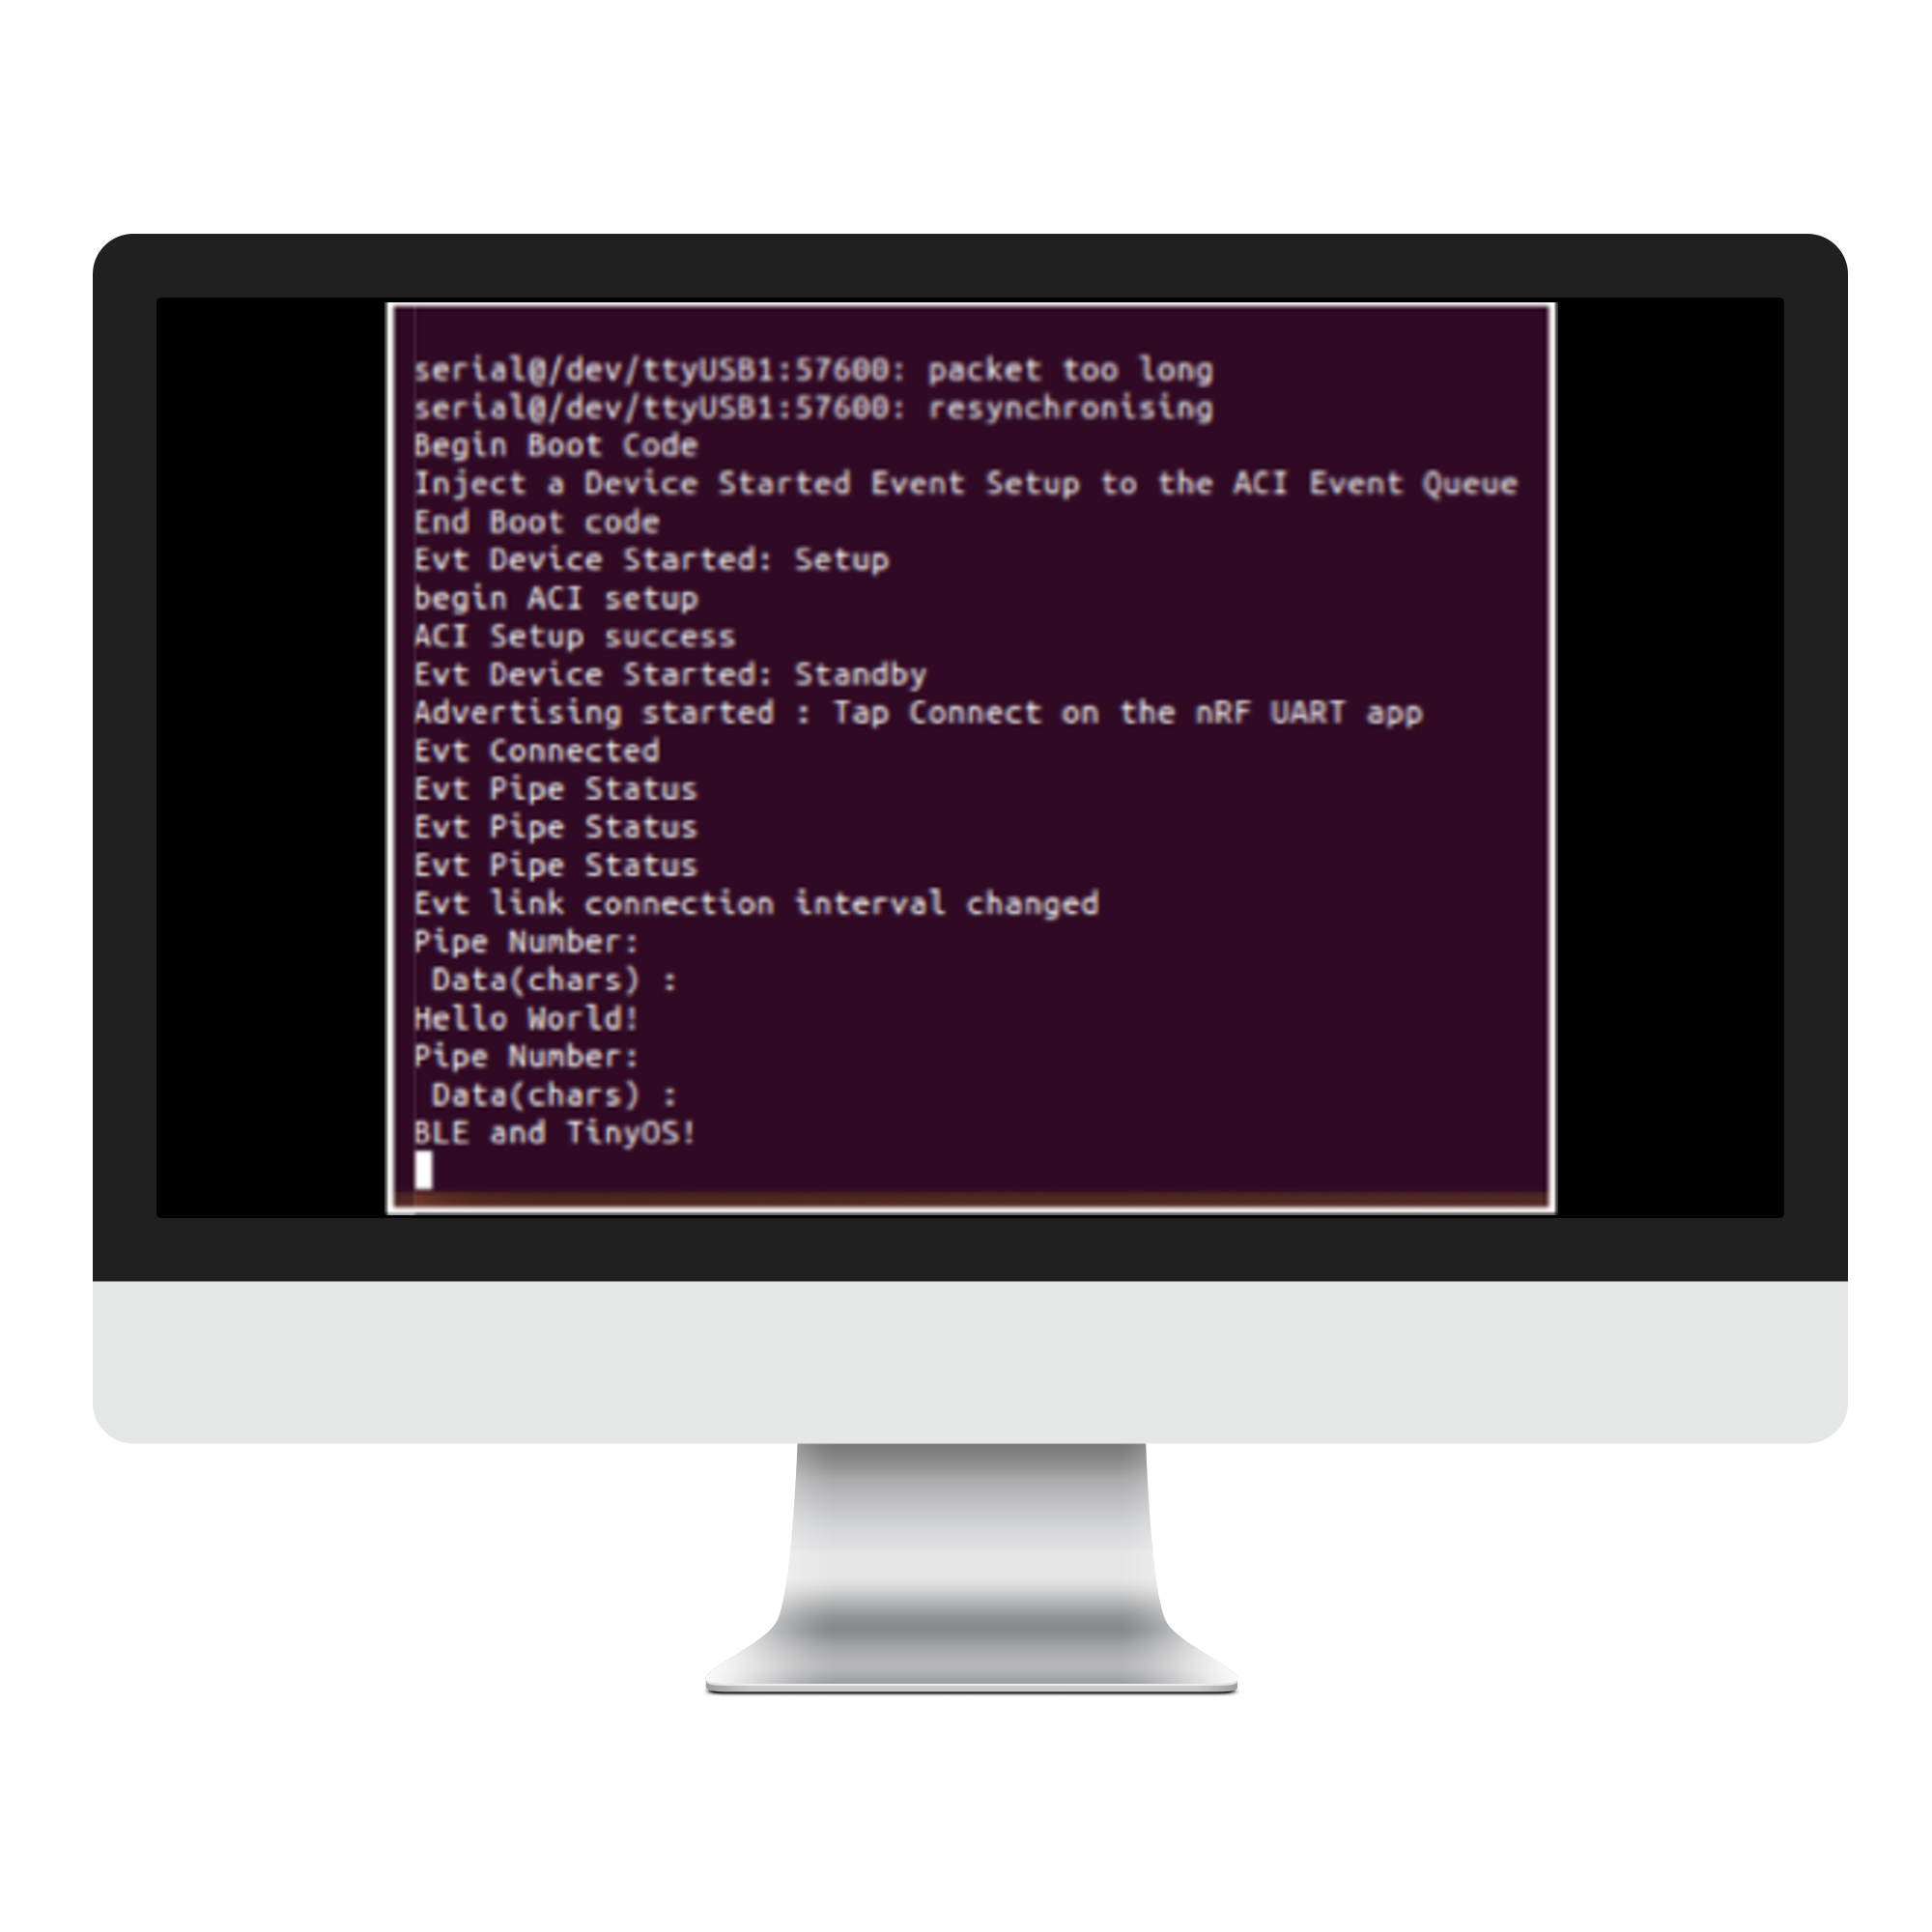 serial@/dev/ttyUSB1:57600: packet too long
serial@/dev/ttyUSB1:57600: resynchronising
Begin Boot Code
Inject a Device Started Event Setup to the ACI Event Queue
End Boot code
Evt Device Started: Setup
begin ACI setup
ACI Setup success
Evt Device Started: Standby
Advertising started : Tap Connect on the nRF UART app
Evt Connected
Evt Pipe Status
Evt Pipe Status
Evt Pipe Status
Evt link connection interval changed
Pipe Number:
 Data(chars) :
Hello World!
Pipe Number:
 Data(chars) :
BLE and TinyOS!